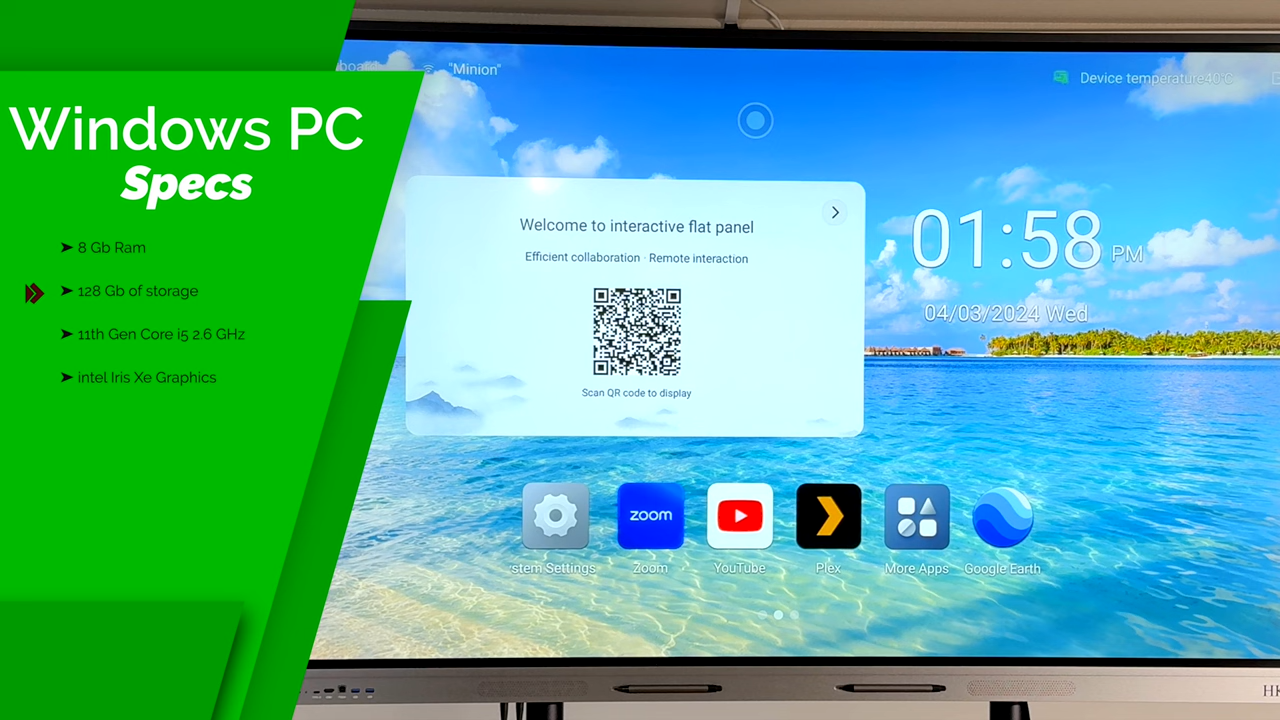 Windows PC
Specs
➤ 8 Gb Ram
➤ 128 Gb of storage
➤ 11th Gen Core i5 2.6 GHz
➤ intel Iris Xe Graphics
"Minion"
Device temperature40°C
Welcome to interactive flat panel
Efficient collaboration · Remote interaction
Scan QR code to display
01:58 PM
04/03/2024 Wed
zoom
stem Settings
Zoom
YouTube
Plex
More Apps
Google Earth